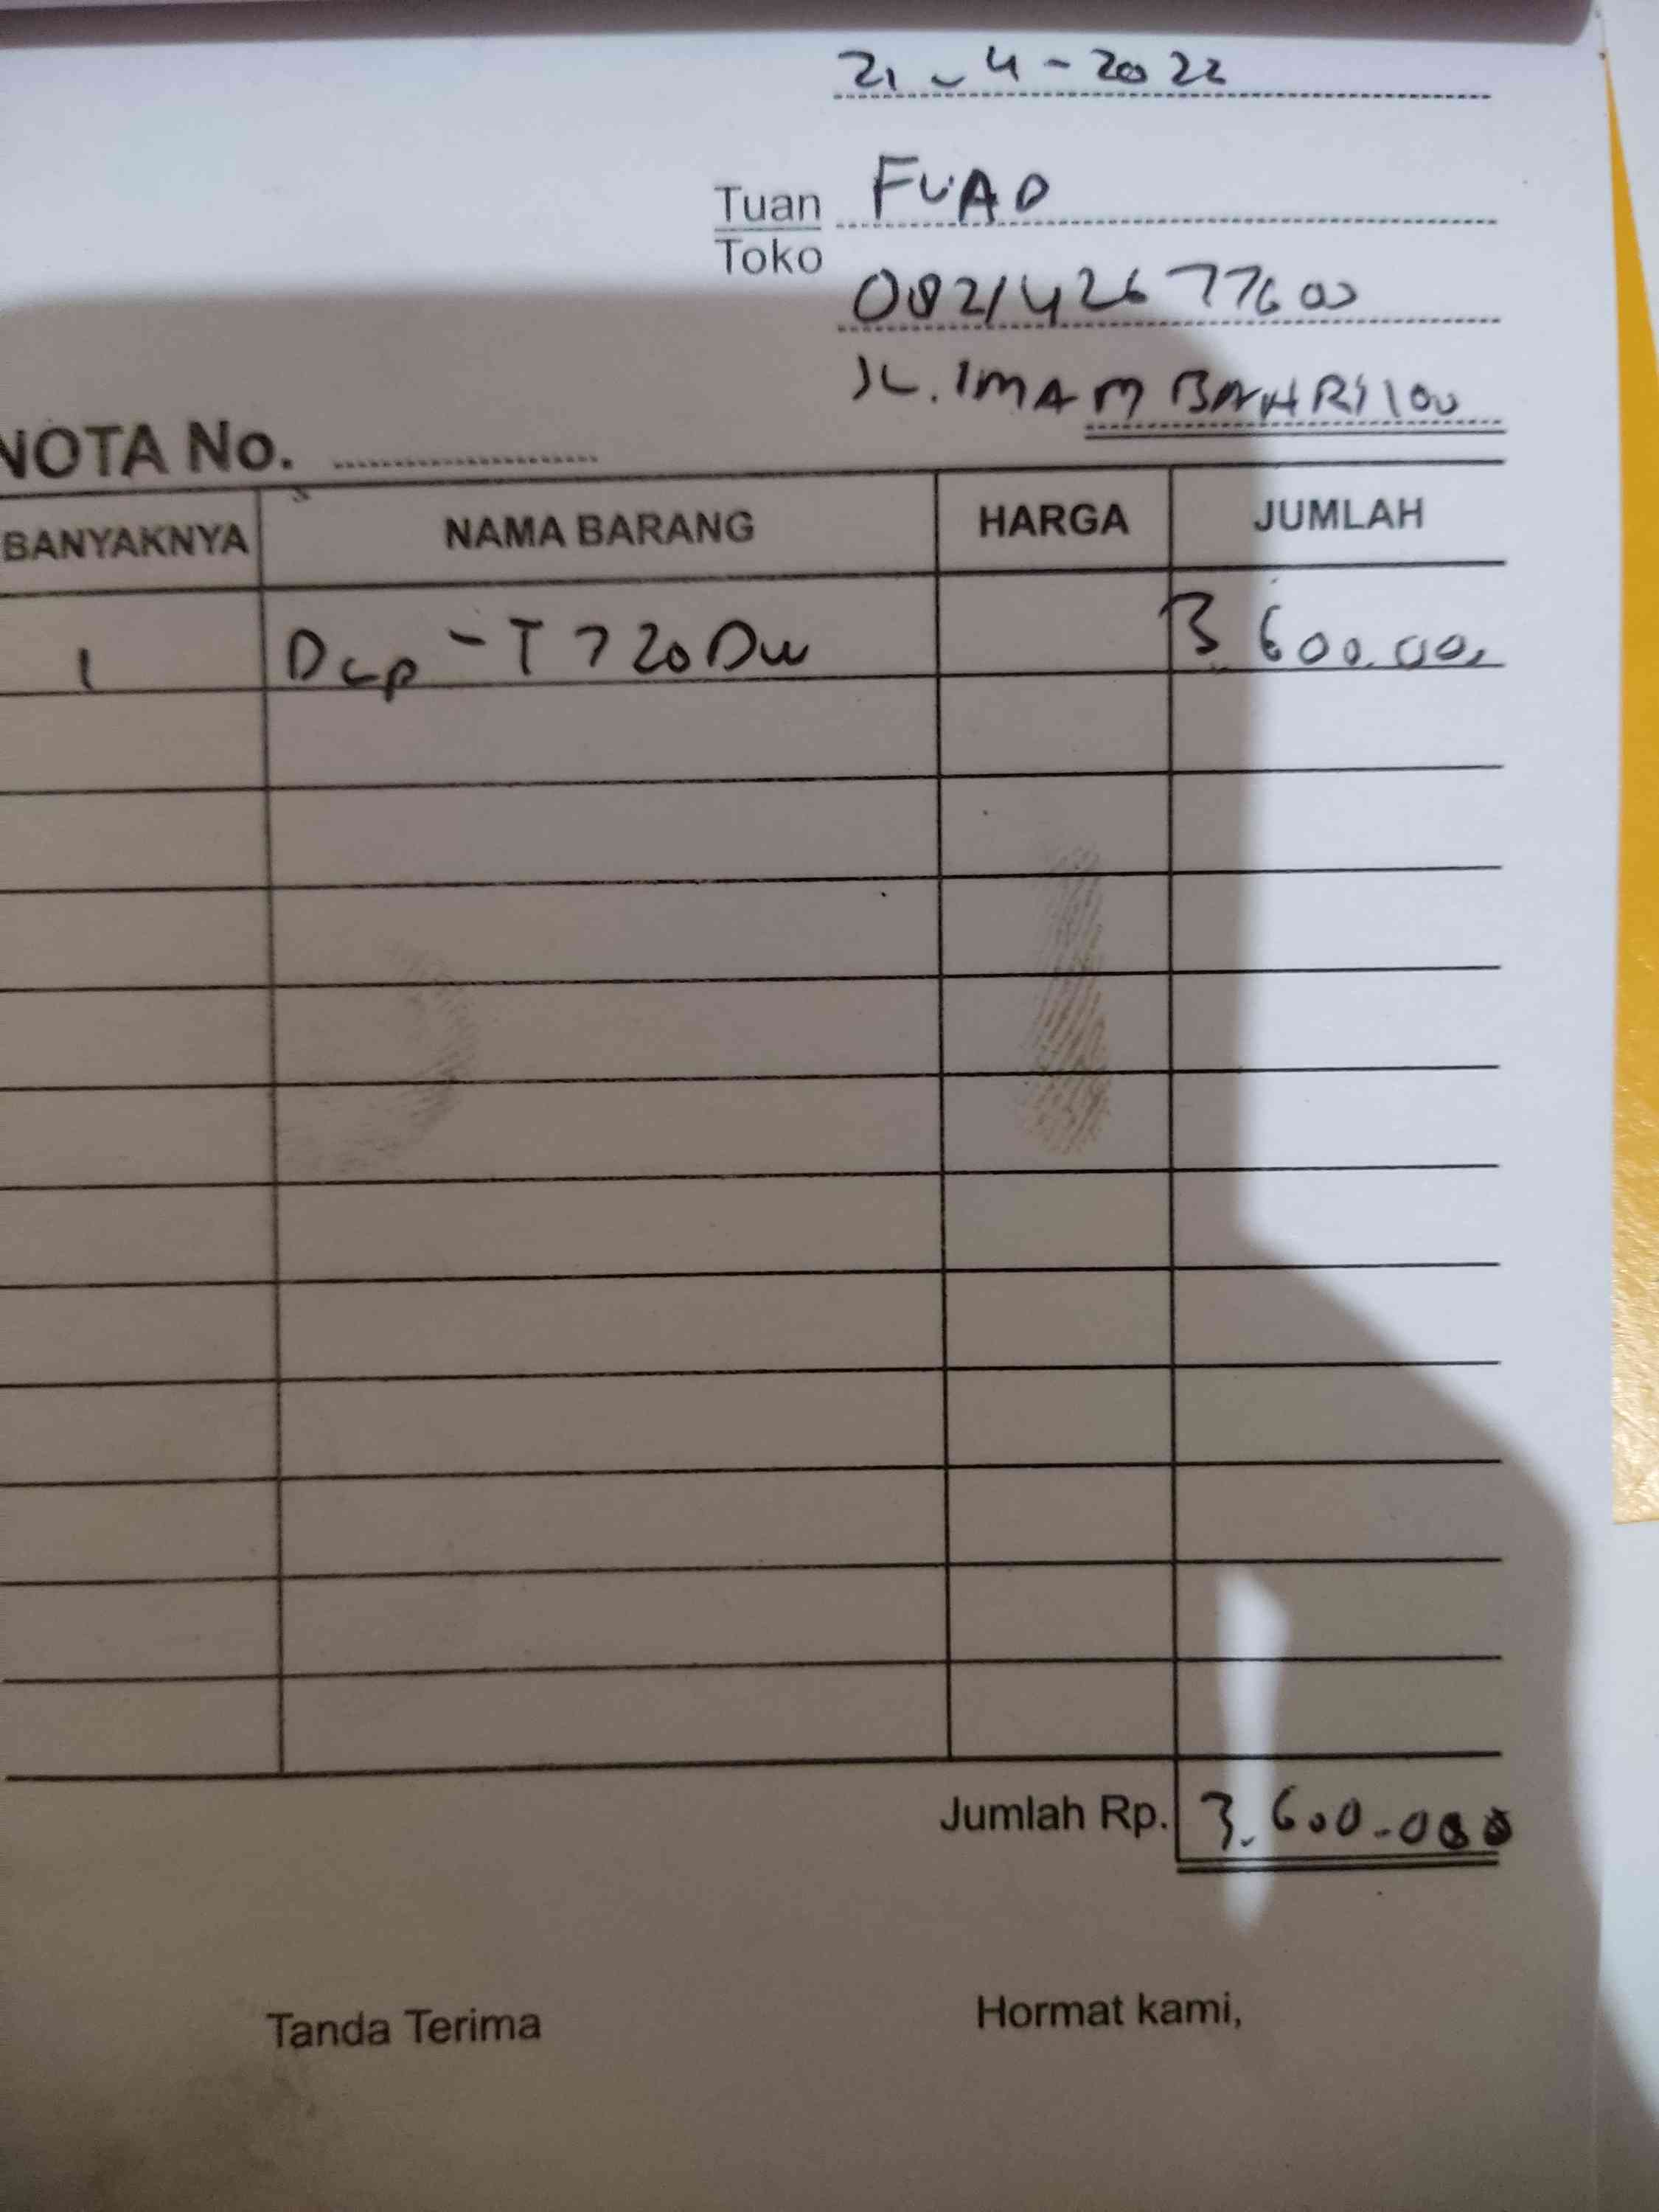 21-4-2022
Tuan FUAD
Toko
082142677600
JL. IMAM BAHRI 100
NOTA No. ....................
BANYAKNYA NAMA BARANG HARGA JUMLAH
1 Dcp-T720Dw 3.600.00,
Jumlah Rp. 3.600.000
Tanda Terima Hormat kami,